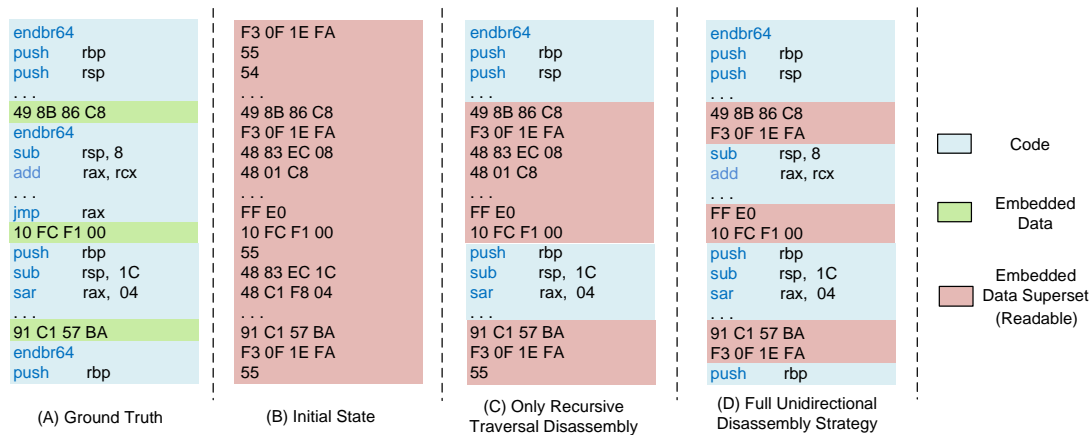 endbr64
push rbp
push rsp
. . .
49 8B 86 C8
endbr64
sub rsp, 8
add rax, rcx
. . .
jmp rax
10 FC F1 00
push rbp
sub rsp, 1C
sar rax, 04
. . .
91 C1 57 BA
endbr64
push rbp
(A) Ground Truth
F3 0F 1E FA
55
54
. . .
49 8B 86 C8
F3 0F 1E FA
48 83 EC 08
48 01 C8
. . .
FF E0
10 FC F1 00
55
48 83 EC 1C
48 C1 F8 04
. . .
91 C1 57 BA
F3 0F 1E FA
55
(B) Initial State
endbr64
push rbp
push rsp
. . .
49 8B 86 C8
F3 0F 1E FA
48 83 EC 08
48 01 C8
. . .
FF E0
10 FC F1 00
push rbp
sub rsp, 1C
sar rax, 04
. . .
91 C1 57 BA
F3 0F 1E FA
55
(C) Only Recursive
Traversal Disassembly
endbr64
push rbp
push rsp
. . .
49 8B 86 C8
F3 0F 1E FA
sub rsp, 8
add rax, rcx
. . .
FF E0
10 FC F1 00
push rbp
sub rsp, 1C
sar rax, 04
. . .
91 C1 57 BA
F3 0F 1E FA
push rbp
(D) Full Unidirectional
Disassembly Strategy
Code
Embedded
Data
Embedded
Data Superset
(Readable)